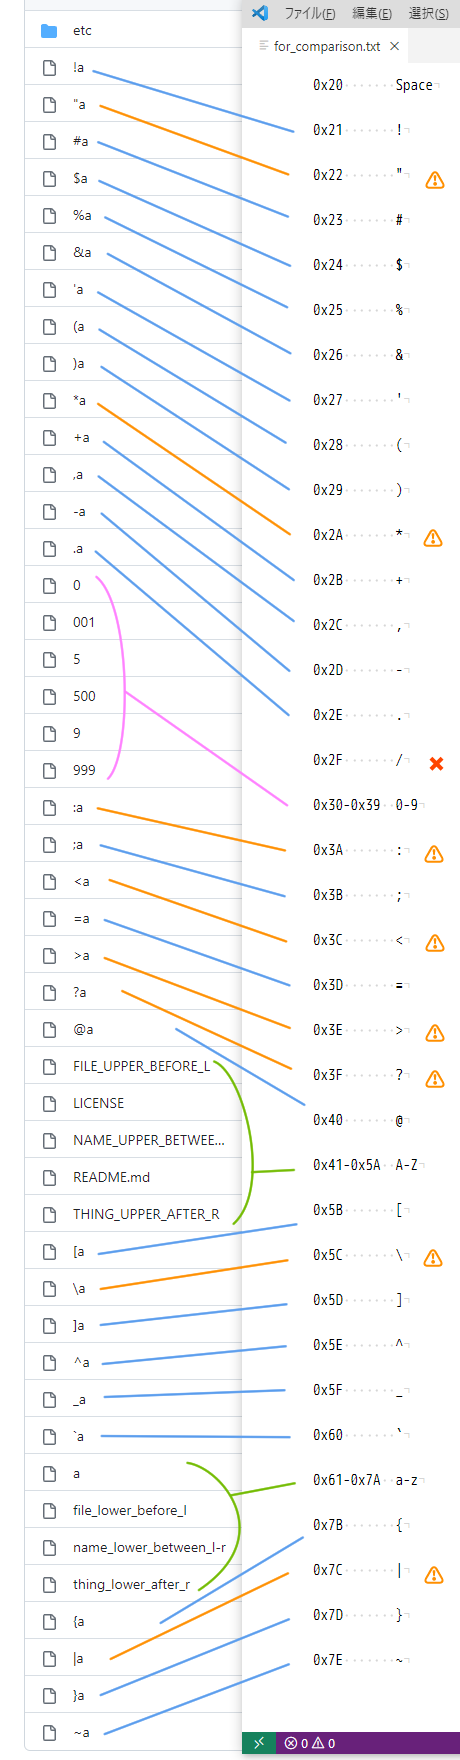 etc
!a
"a
#a
$a
%a
&a
'a
(a
)a
*a
+a
,a
-a
.a
0
001
5
500
9
999
:a
;a
<a
=a
>a
?a
@a
FILE_UPPER_BEFORE_L
LICENSE
NAME_UPPER_BETWEE...
README.md
THING_UPPER_AFTER_R
[a
\a
]a
^a
_a
`a
a
file_lower_before_l
name_lower_between_l-r
thing_lower_after_r
{a
|a
}a
~a
ファイル(F) 編集(E) 選択(S)
for_comparison.txt ×
0x20 Space
0x21 !
0x22 "
0x23 #
0x24 $
0x25 %
0x26 &
0x27 '
0x28 (
0x29 )
0x2A *
0x2B +
0x2C ,
0x2D -
0x2E .
0x2F /
0x30-0x39 0-9
0x3A :
0x3B ;
0x3C <
0x3D =
0x3E >
0x3F ?
0x40 @
0x41-0x5A A-Z
0x5B [
0x5C \
0x5D ]
0x5E ^
0x5F _
0x60 `
0x61-0x7A a-z
0x7B {
0x7C |
0x7D }
0x7E ~
0 0